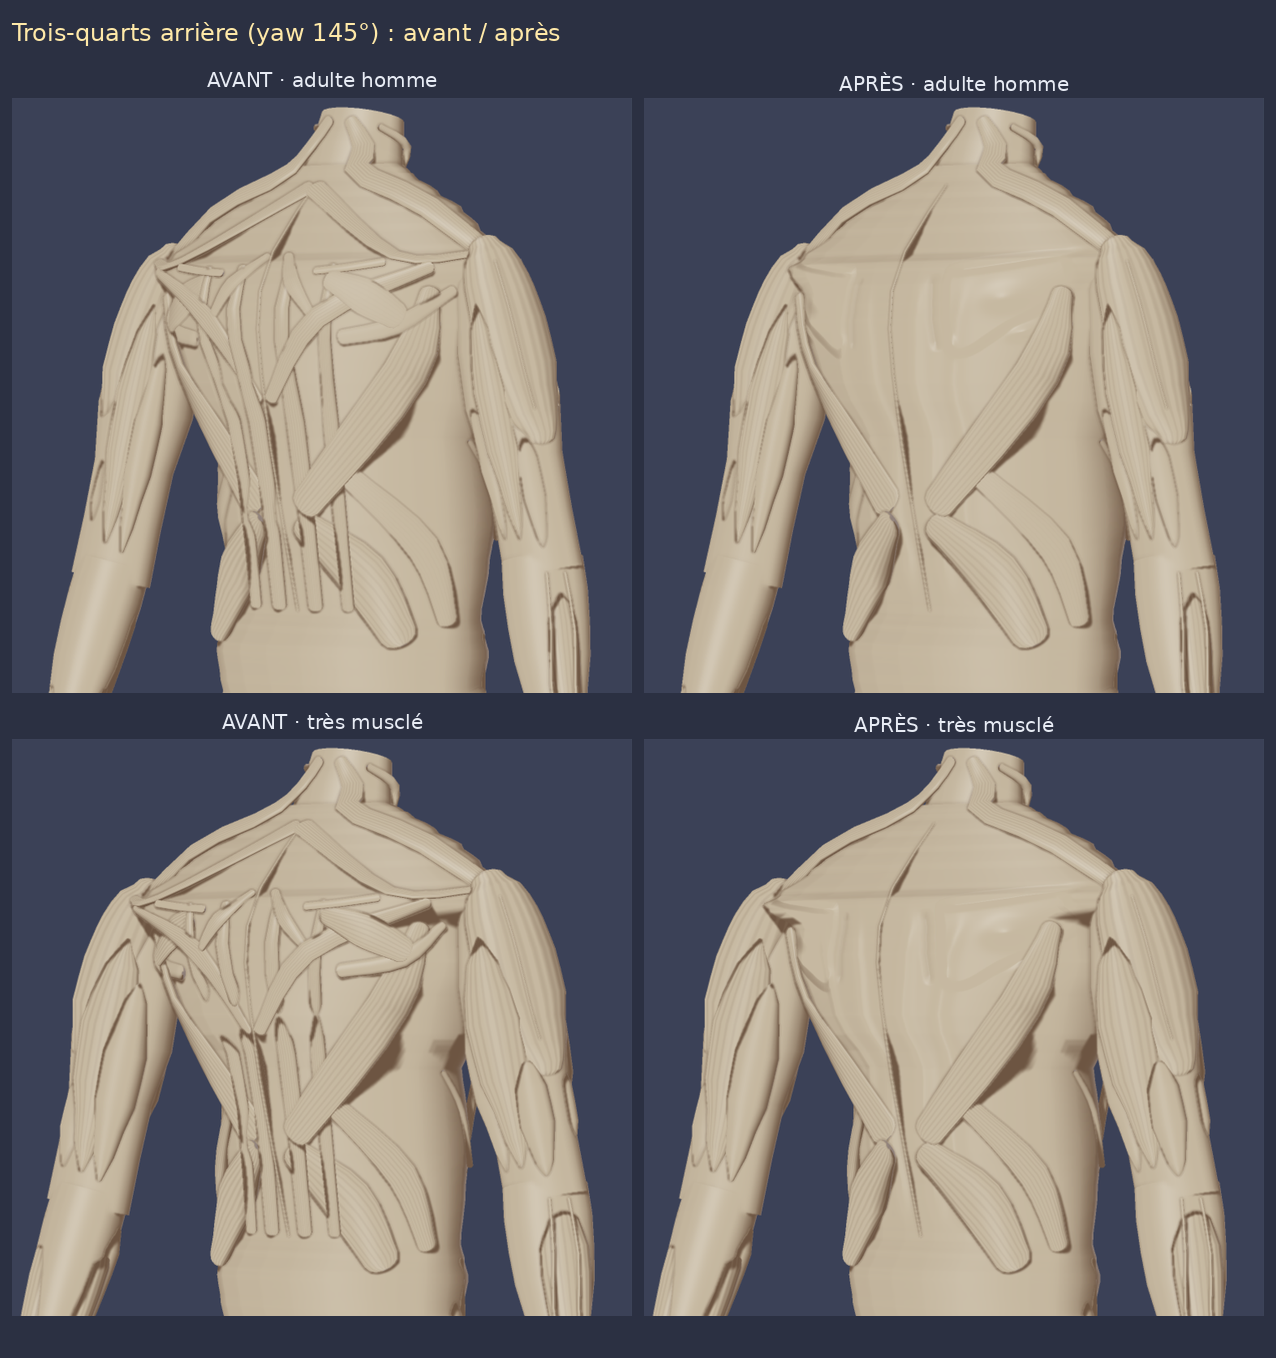 Trois-quarts arrière (yaw 145°) : avant / après
AVANT · adulte homme
APRÈS · adulte homme
AVANT · très musclé
APRÈS · très musclé